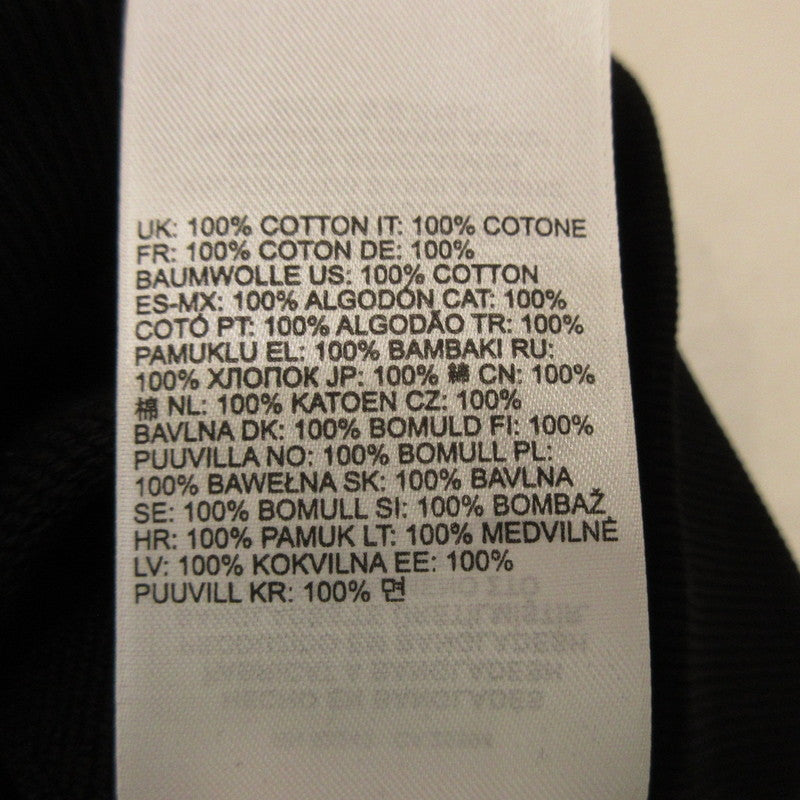 UK: 100% COTTON IT: 100% COTONE
FR: 100% COTON DE: 100%
BAUMWOLLE US: 100% COTTON
ES-MX: 100% ALGODÓN CAT: 100%
COTÓ PT: 100% ALGODÃO TR: 100%
PAMUKLU EL: 100% BAMBAKI RU:
100% ХЛОПОК JP: 100% 綿 CN: 100%
棉 NL: 100% KATOEN CZ: 100%
BAVLNA DK: 100% BOMULD FI: 100%
PUUVILLA NO: 100% BOMULL PL:
100% BAWEŁNA SK: 100% BAVLNA
SE: 100% BOMULL SI: 100% BOMBAŽ
HR: 100% PAMUK LT: 100% MEDVILNĖ
LV: 100% KOKVILNA EE: 100%
PUUVILL KR: 100% 면